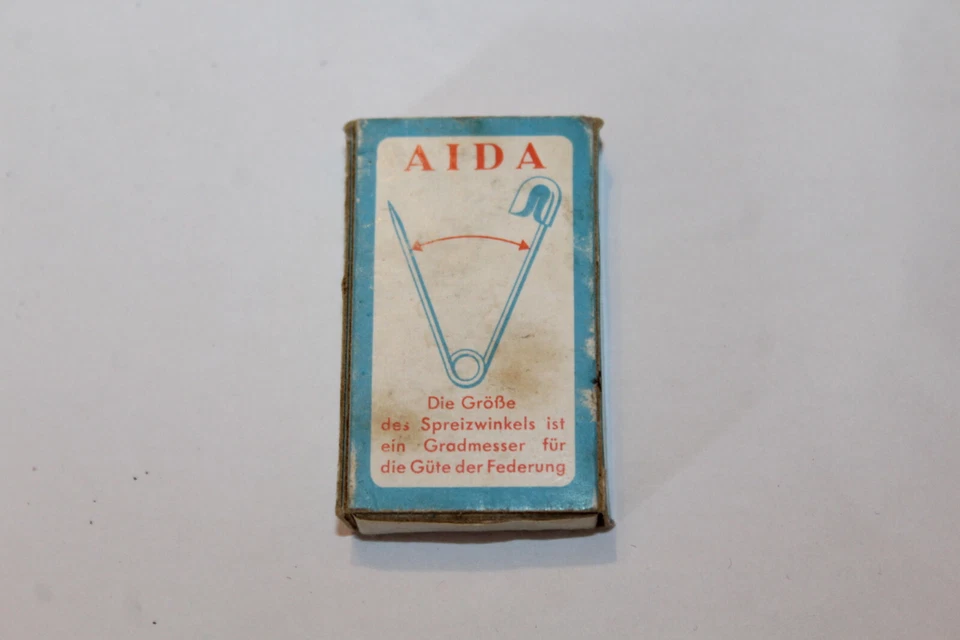 AIDA
Die Größe
des Spreizwinkels ist
ein Gradmesser für
die Güte der Federung